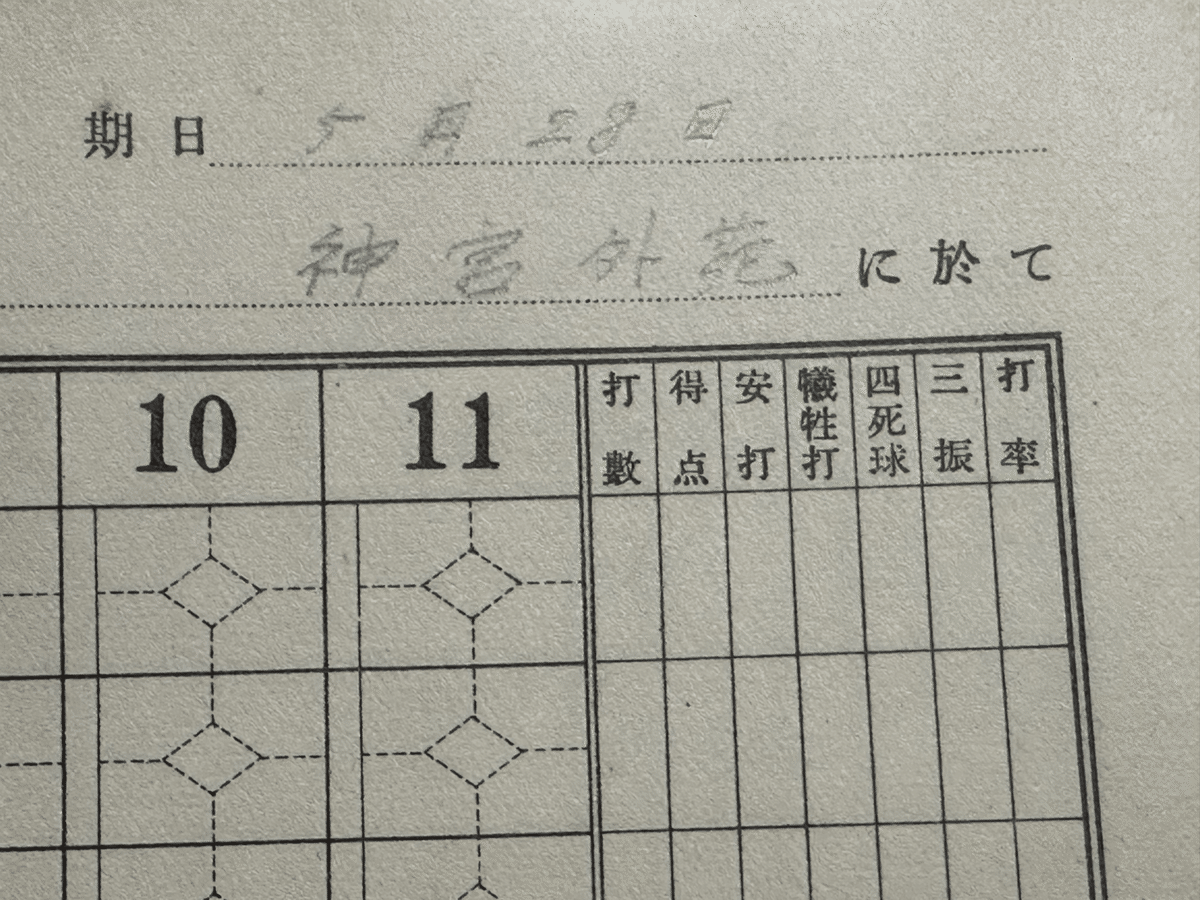 期日 5月28日
神宮外苑 に於て
10 11 打數 得点 安打 犠牲打 四死球 三振 打率